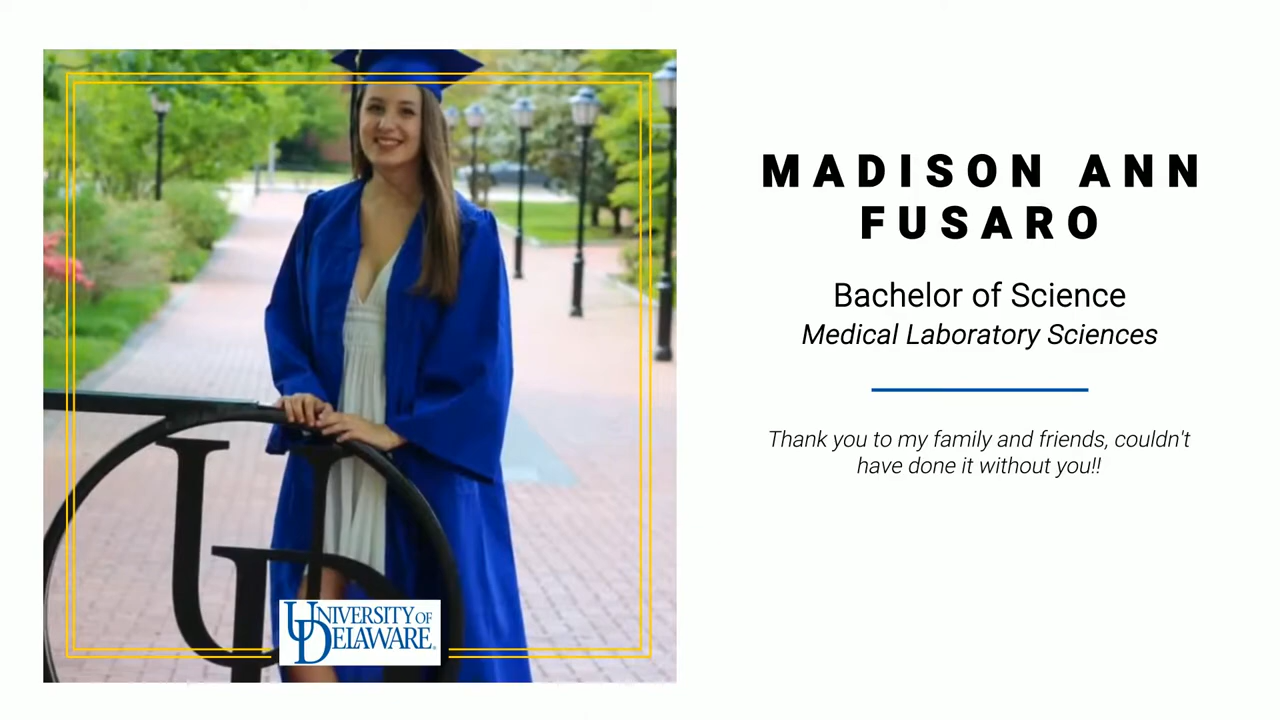 MADISON ANN
FUSARO
Bachelor of Science
Medical Laboratory Sciences
Thank you to my family and friends, couldn't
have done it without you!!
UD
UNIVERSITY OF
DELAWARE®